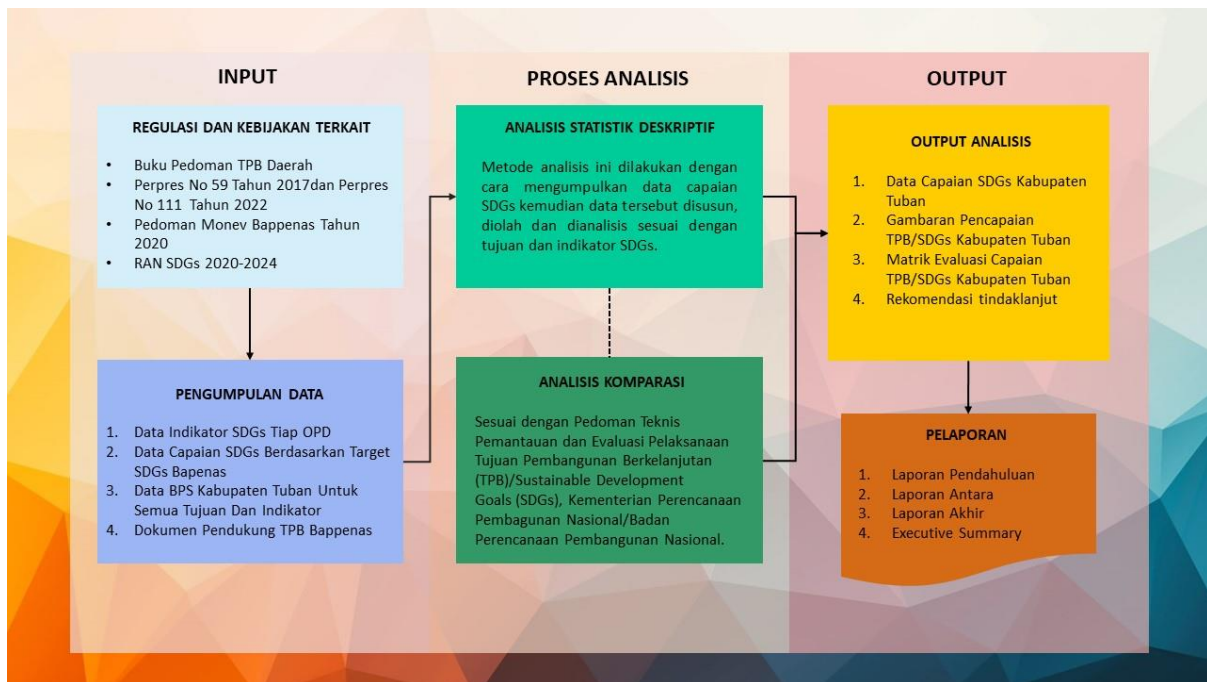 INPUT
REGULASI DAN KEBIJAKAN TERKAIT
• Buku Pedoman TPB Daerah
• Perpres No 59 Tahun 2017dan Perpres
No 111 Tahun 2022
• Pedoman Monev Bappenas Tahun
2020
• RAN SDGs 2020-2024
PENGUMPULAN DATA
1. Data Indikator SDGs Tiap OPD
2. Data Capaian SDGs Berdasarkan Target
SDGs Bapenas
3. Data BPS Kabupaten Tuban Untuk
Semua Tujuan Dan Indikator
4. Dokumen Pendukung TPB Bappenas
PROSES ANALISIS
ANALISIS STATISTIK DESKRIPTIF
Metode analisis ini dilakukan dengan
cara mengumpulkan data capaian
SDGs kemudian data tersebut disusun,
diolah dan dianalisis sesuai dengan
tujuan dan indikator SDGs.
ANALISIS KOMPARASI
Sesuai dengan Pedoman Teknis
Pemantauan dan Evaluasi Pelaksanaan
Tujuan Pembangunan Berkelanjutan
(TPB)/Sustainable Development
Goals (SDGs), Kementerian Perencanaan
Pembagunan Nasional/Badan
Perencanaan Pembangunan Nasional.
OUTPUT
OUTPUT ANALISIS
1. Data Capaian SDGs Kabupaten
Tuban
2. Gambaran Pencapaian
TPB/SDGs Kabupaten Tuban
3. Matrik Evaluasi Capaian
TPB/SDGs Kabupaten Tuban
4. Rekomendasi tindaklanjut
PELAPORAN
1. Laporan Pendahuluan
2. Laporan Antara
3. Laporan Akhir
4. Executive Summary